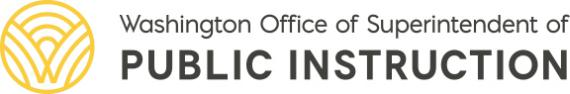 Washington Office of Superintendent of
PUBLIC INSTRUCTION